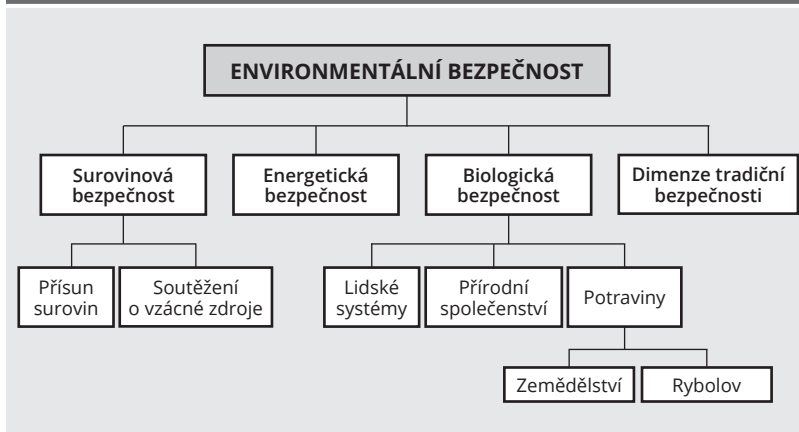 ENVIRONMENTÁLNÍ BEZPEČNOST
Surovinová
bezpečnost
Energetická
bezpečnost
Biologická
bezpečnost
Dimenze tradiční
bezpečnosti
Přísun
surovin
Soutěžení
o vzácné zdroje
Lidské
systémy
Přírodní
společenství
Potraviny
Zemědělství
Rybolov